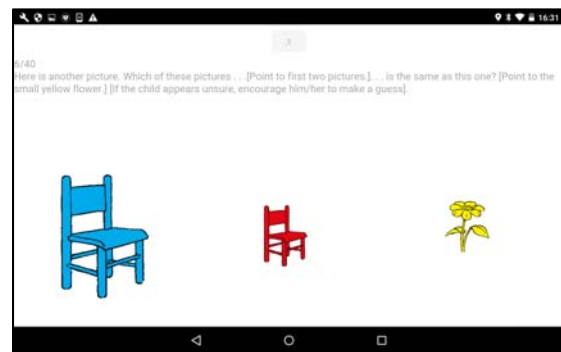 16:31
6/40
Here is another picture. Which of these pictures . . .[Point to first two pictures.]. . . is the same as this one? [Point to the
small yellow flower.] [If the child appears unsure, encourage him/her to make a guess].